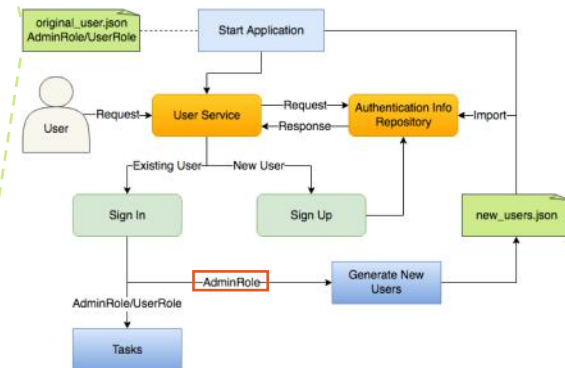 original_user.json
AdminRole/UserRole
Start Application
User
Request
User Service
Request
Response
Authentication Info
Repository
Import
Existing User
New User
Sign In
Sign Up
new_users.json
AdminRole
Generate New
Users
AdminRole/UserRole
Tasks